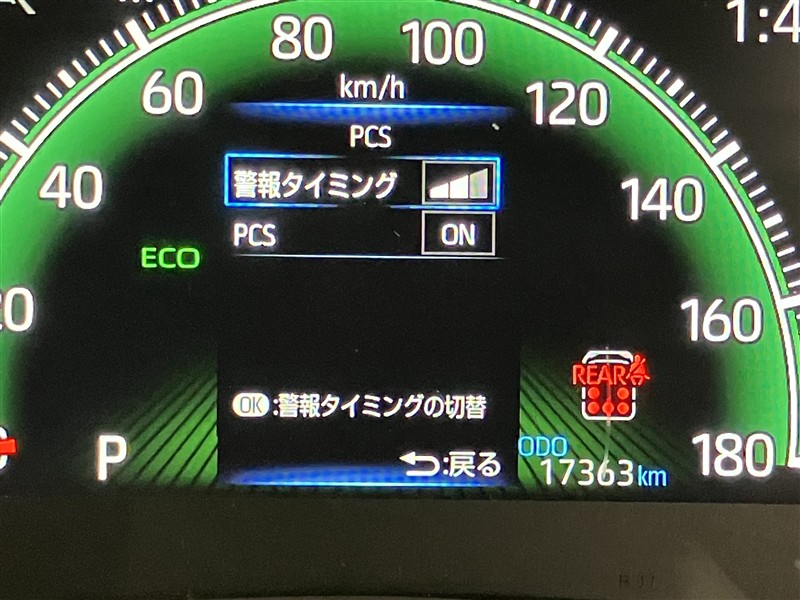 1:4
80
100
km/h
60
120
PCS
40
警報タイミング
140
PCS ON
ECO
20
160
REAR
OK:警報タイミングの切替
P
:戻る
ODO
17363km
180